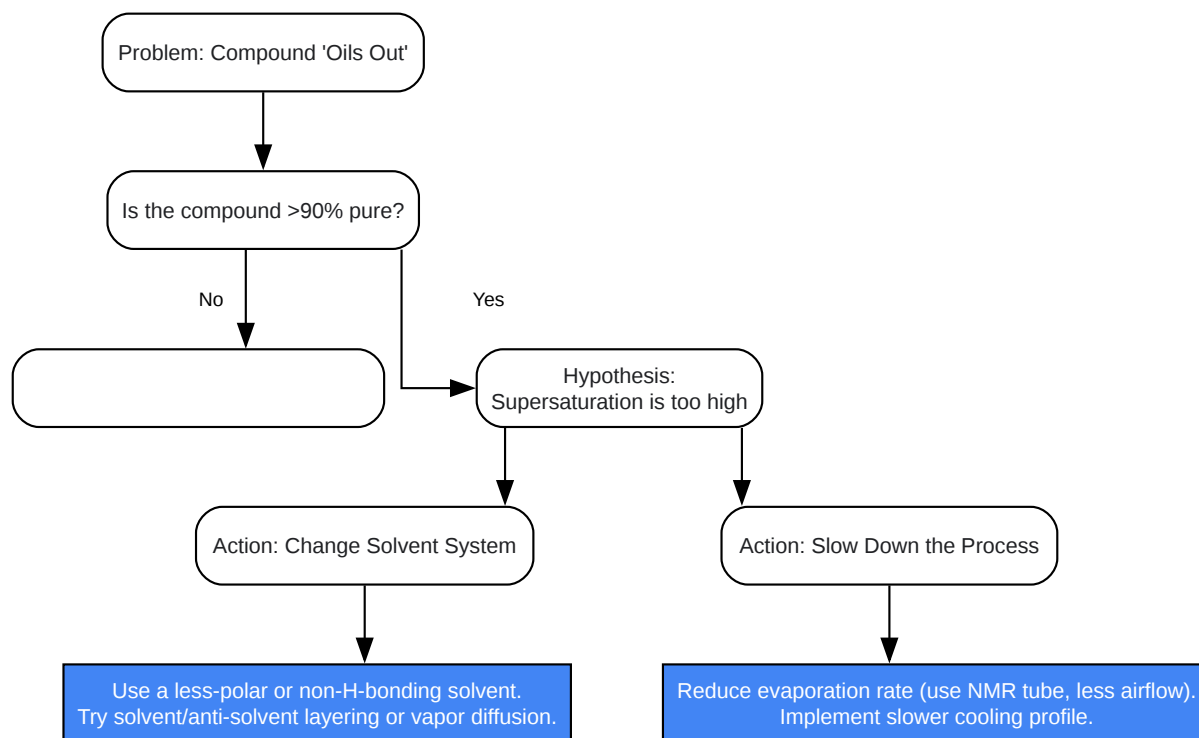 Problem: Compound 'Oils Out'
Is the compound >90% pure?
No
Yes
Hypothesis:
Supersaturation is too high
Action: Change Solvent System
Action: Slow Down the Process
Use a less-polar or non-H-bonding solvent.
Try solvent/anti-solvent layering or vapor diffusion.
Reduce evaporation rate (use NMR tube, less airflow).
Implement slower cooling profile.